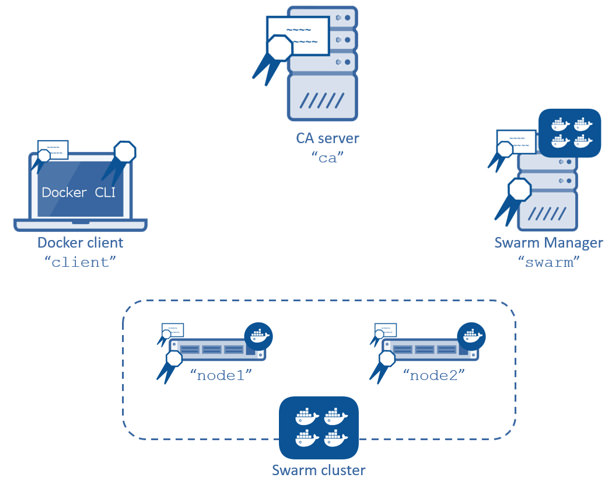 CA server
“ca”
Docker CLI
Docker client
“client”
Swarm Manager
“swarm”
“node1”
“node2”
Swarm cluster